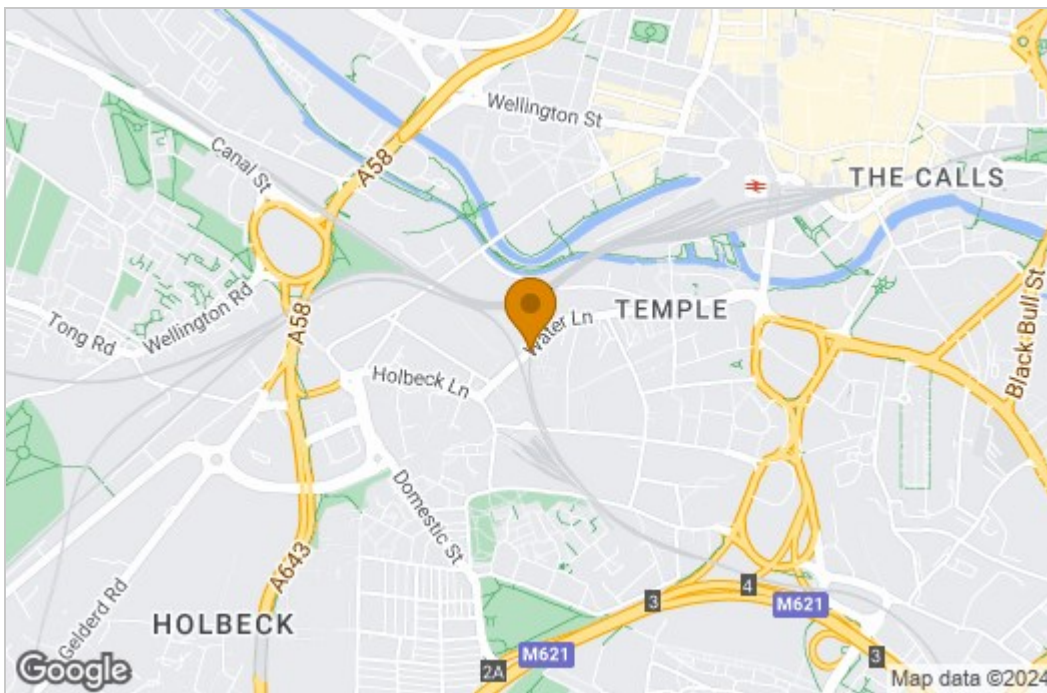 Wellington St
A58
Canal St
THE CALLS
Wellington Rd
Tong Rd
A58
Water Ln
TEMPLE
Black Bull St
Holbeck Ln
Domestic St
A643
Gelderd Rd
HOLBECK
3
4
M621
M621
3
2A
Google
Map data ©2024